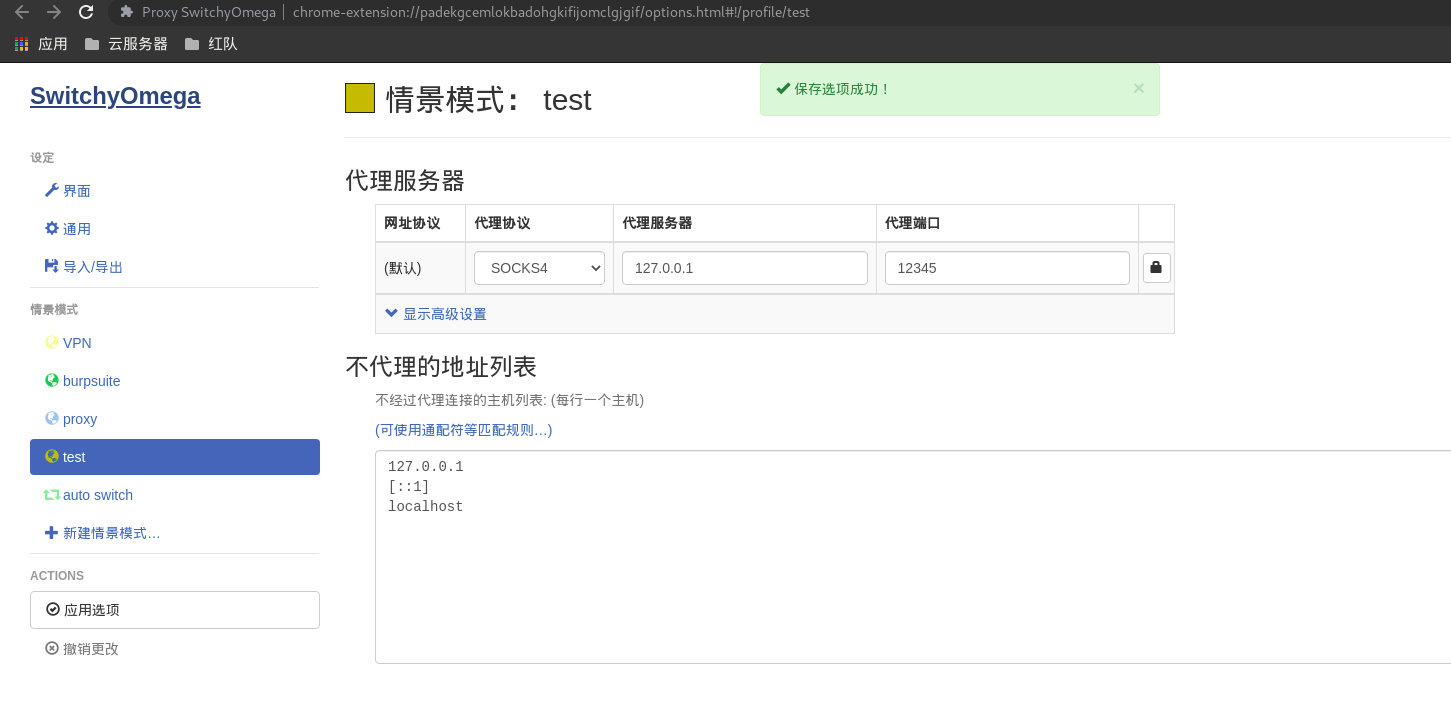 Proxy SwitchyOmega | chrome-extension://padekgcemlokbadohgkifijomclgjgif/options.html#!/profile/test
应用 云服务器 红队
SwitchyOmega
情景模式： test
保存选项成功！ ×
设定
界面
通用
导入/导出
情景模式
VPN
burpsuite
proxy
test
auto switch
新建情景模式…
ACTIONS
应用选项
撤销更改
代理服务器
网址协议 代理协议 代理服务器 代理端口
(默认) SOCKS4 127.0.0.1 12345
显示高级设置
不代理的地址列表
不经过代理连接的主机列表: (每行一个主机)
(可使用通配符等匹配规则…)
127.0.0.1
[::1]
localhost